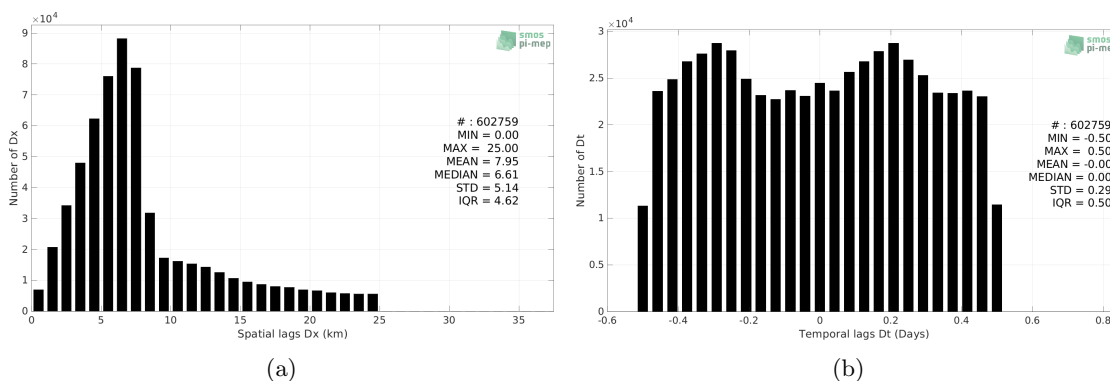 ×10⁴
9
8
7
6
5
4
3
2
1
0
Number of Dx
0 5 10 15 20 25 30 35
Spatial lags Dx (km)
smos
pi-mep
# : 602759
MIN = 0.00
MAX = 25.00
MEAN = 7.95
MEDIAN = 6.61
STD = 5.14
IQR = 4.62
(a)
×10⁴
3
2.5
2
1.5
1
0.5
0
Number of Dt
-0.6 -0.4 -0.2 0 0.2 0.4 0.6 0.8
Temporal lags Dt (Days)
smos
pi-mep
# : 602759
MIN = -0.50
MAX = 0.50
MEAN = -0.00
MEDIAN = 0.00
STD = 0.29
IQR = 0.50
(b)